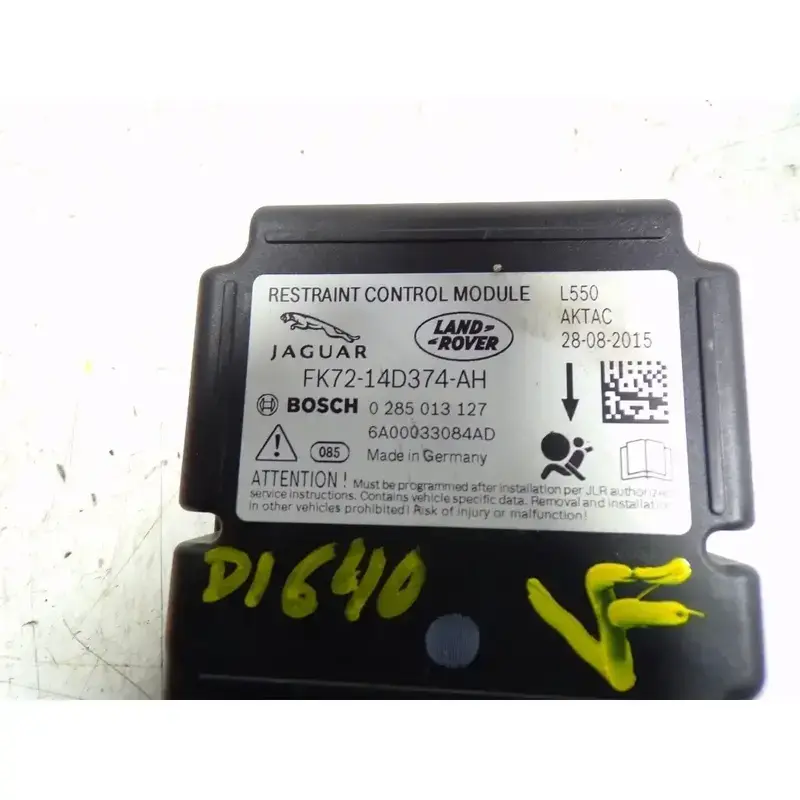 RESTRAINT CONTROL MODULE L550
AKTAC
28-08-2015
JAGUAR
LAND-
-ROVER
FK72-14D374-AH
BOSCH 0 285 013 127
6A00033084AD
085 Made in Germany
ATTENTION ! Must be programmed after installation per JLR authorized
service instructions. Contains vehicle specific data. Removal and installation
in other vehicles prohibited! Risk of injury or malfunction!
D1640